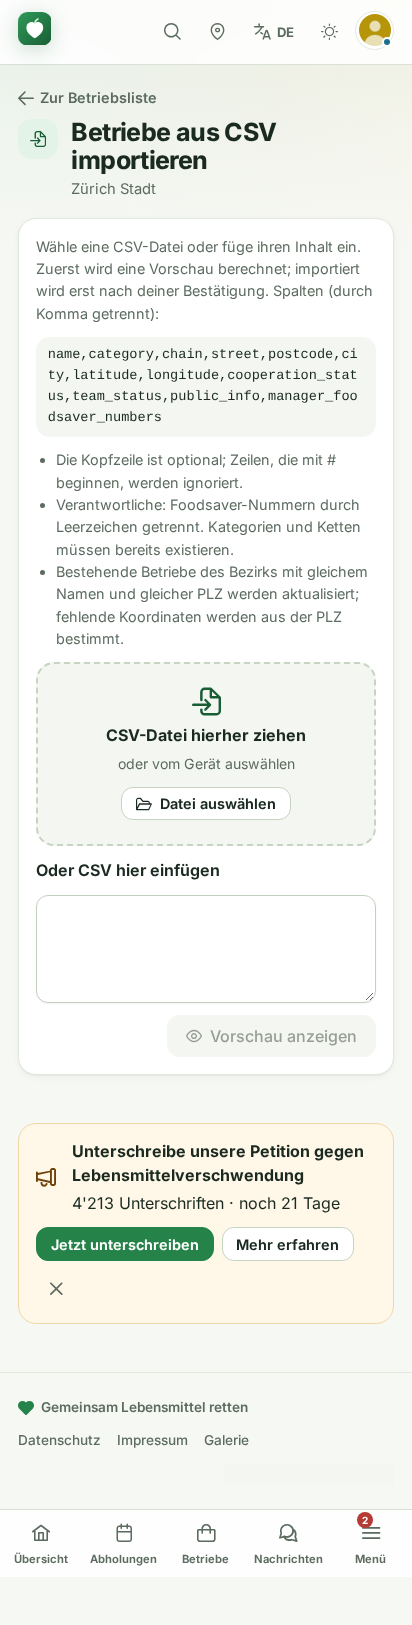 DE
Zur Betriebsliste
Betriebe aus CSV
importieren
Zürich Stadt
Wähle eine CSV-Datei oder füge ihren Inhalt ein.
Zuerst wird eine Vorschau berechnet; importiert
wird erst nach deiner Bestätigung. Spalten (durch
Komma getrennt):
name,category,chain,street,postcode,ci
ty,latitude,longitude,cooperation_stat
us,team_status,public_info,manager_foo
dsaver_numbers
• Die Kopfzeile ist optional; Zeilen, die mit #
beginnen, werden ignoriert.
• Verantwortliche: Foodsaver-Nummern durch
Leerzeichen getrennt. Kategorien und Ketten
müssen bereits existieren.
• Bestehende Betriebe des Bezirks mit gleichem
Namen und gleicher PLZ werden aktualisiert;
fehlende Koordinaten werden aus der PLZ
bestimmt.
CSV-Datei hierher ziehen
oder vom Gerät auswählen
Datei auswählen
Oder CSV hier einfügen
Vorschau anzeigen
Unterschreibe unsere Petition gegen
Lebensmittelverschwendung
4'213 Unterschriften · noch 21 Tage
Jetzt unterschreiben Mehr erfahren
Gemeinsam Lebensmittel retten
Datenschutz Impressum Galerie
2
Übersicht Abholungen Betriebe Nachrichten Menü